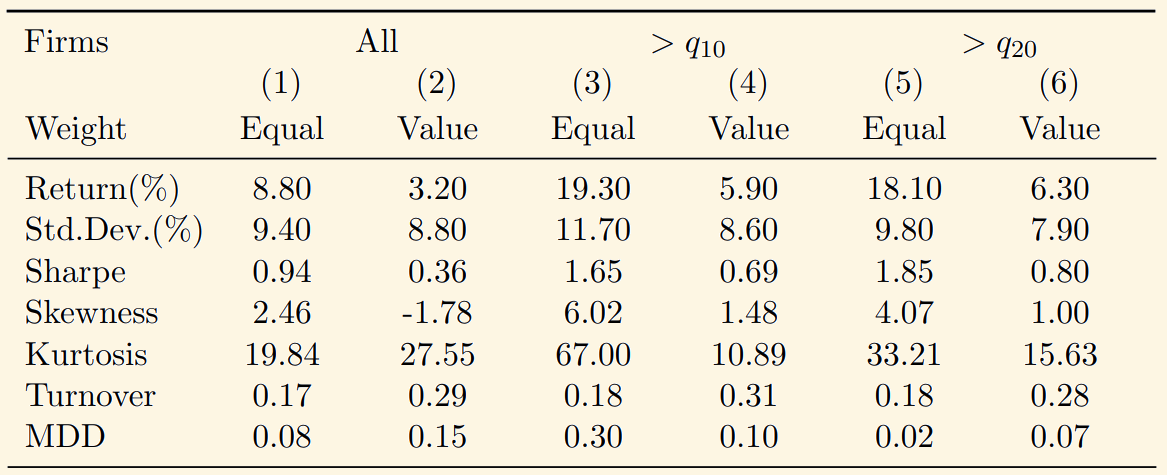 Firms All > q10 > q20
(1) (2) (3) (4) (5) (6)
Weight Equal Value Equal Value Equal Value
Return(%) 8.80 3.20 19.30 5.90 18.10 6.30
Std.Dev.(%) 9.40 8.80 11.70 8.60 9.80 7.90
Sharpe 0.94 0.36 1.65 0.69 1.85 0.80
Skewness 2.46 -1.78 6.02 1.48 4.07 1.00
Kurtosis 19.84 27.55 67.00 10.89 33.21 15.63
Turnover 0.17 0.29 0.18 0.31 0.18 0.28
MDD 0.08 0.15 0.30 0.10 0.02 0.07